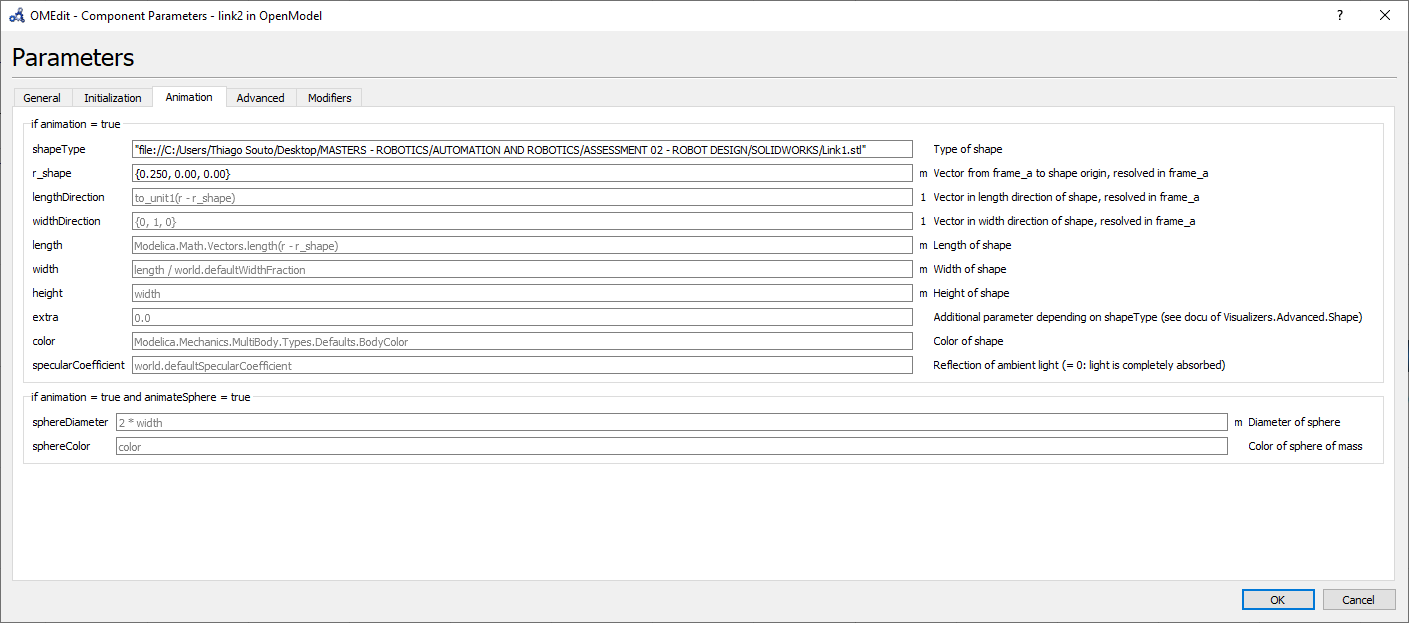 OMEdit - Component Parameters - link2 in OpenModel
?
Parameters
General Initialization Animation Advanced Modifiers
if animation = true
shapeType "file://C:/Users/Thiago Souto/Desktop/MASTERS - ROBOTICS/AUTOMATION AND ROBOTICS/ASSESSMENT 02 - ROBOT DESIGN/SOLIDWORKS/Link1.stl" Type of shape
r_shape {0.250, 0.00, 0.00} m Vector from frame_a to shape origin, resolved in frame_a
lengthDirection to_unit1(r - r_shape) 1 Vector in length direction of shape, resolved in frame_a
widthDirection {0, 1, 0} 1 Vector in width direction of shape, resolved in frame_a
length Modelica.Math.Vectors.length(r - r_shape) m Length of shape
width length / world.defaultWidthFraction m Width of shape
height width m Height of shape
extra 0.0 Additional parameter depending on shapeType (see docu of Visualizers.Advanced.Shape)
color Modelica.Mechanics.MultiBody.Types.Defaults.BodyColor Color of shape
specularCoefficient world.defaultSpecularCoefficient Reflection of ambient light (= 0: light is completely absorbed)
if animation = true and animateSphere = true
sphereDiameter 2 * width m Diameter of sphere
sphereColor color Color of sphere of mass
OK Cancel